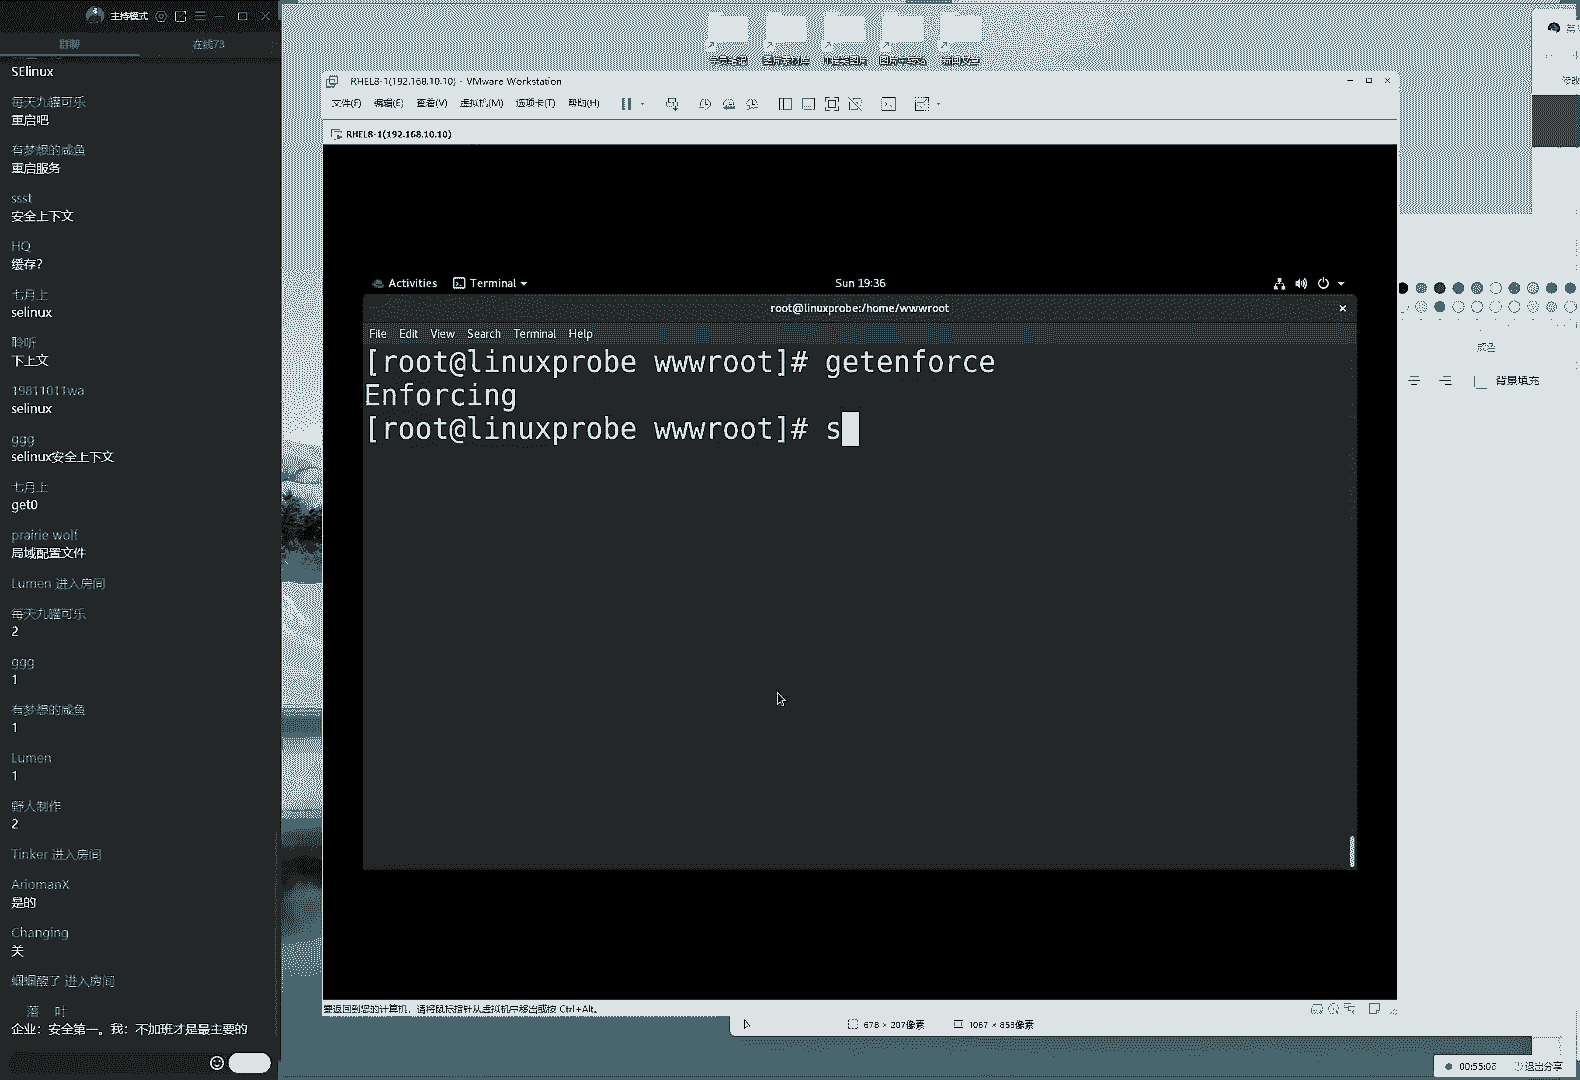 主持模式
群聊
在线73
SElinux
每天九罐可乐
重启吧
有梦想的咸鱼
重启服务
ssst
安全上下文
HQ
缓存?
七月上
selinux
聆听
下上文
19811011wa
selinux
ggg
selinux安全上下文
七月上
get0
prairie wolf
局域配置文件
Lumen 进入房间
每天九罐可乐
2
ggg
1
有梦想的咸鱼
1
Lumen
1
野人制作
2
Tinker 进入房间
AriomanX
是的
Changing
关
蝈蝈醒了 进入房间
落 叶
企业：安全第一。我：不加班才是最主要的
RHEL8-1(192.168.10.10) - VMware Workstation
文件(F) 编辑(E) 查看(V) 虚拟机(M) 选项卡(T) 帮助(H)
RHEL8-1(192.168.10.10)
Activities Terminal Sun 19:36
root@linuxprobe:/home/wwwroot
File Edit View Search Terminal Help
[root@linuxprobe wwwroot]# getenforce
Enforcing
[root@linuxprobe wwwroot]# s
要返回到您的计算机，请将鼠标指针从虚拟机中移出或按 Ctrl+Alt。
678 × 207像素
1067 × 853像素
颜色
背景填充
00:55:06 退出分享